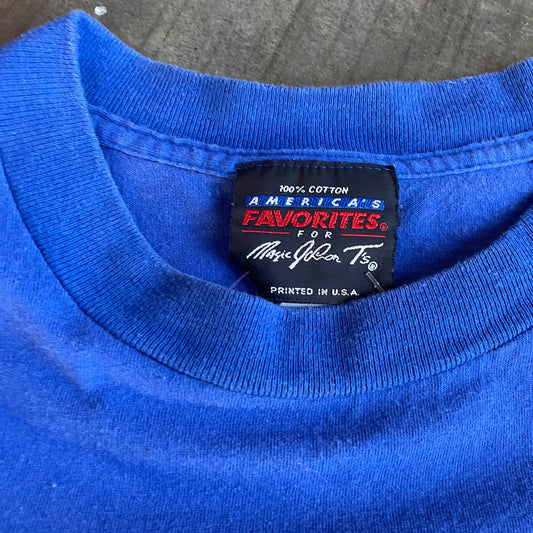 100% COTTON
AMERICA'S
FAVORITES®
FOR
Magic Johnson T's®
PRINTED IN U.S.A.